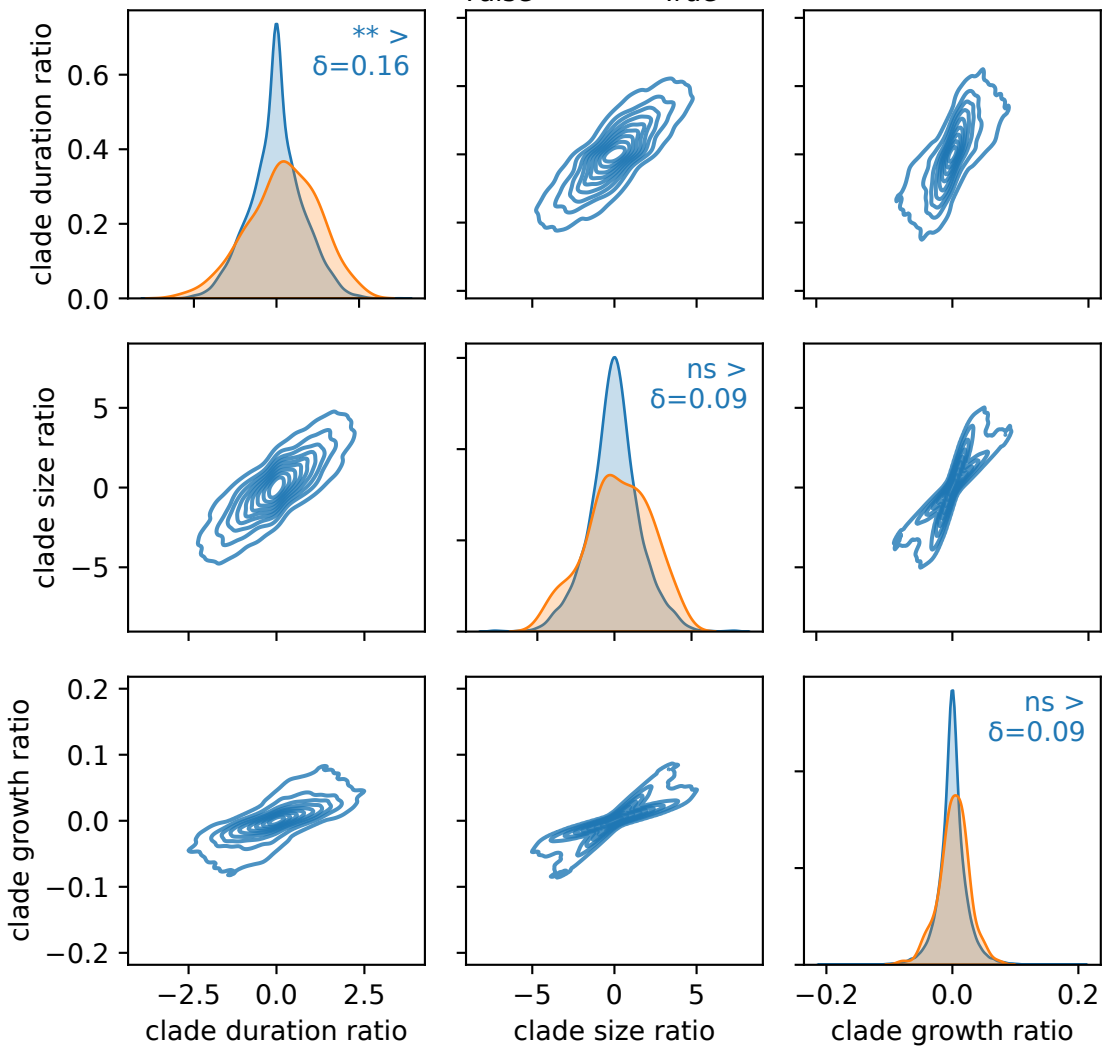 ** >
δ=0.16
clade duration ratio
0.6
0.4
0.2
0.0
clade duration ratio
ns >
δ=0.09
clade size ratio
5
0
−5
ns >
δ=0.09
clade growth ratio
0.2
0.1
0.0
−0.1
−0.2
−2.5 0.0 2.5
−5 0 5
−0.2 0.0 0.2
clade duration ratio
clade size ratio
clade growth ratio